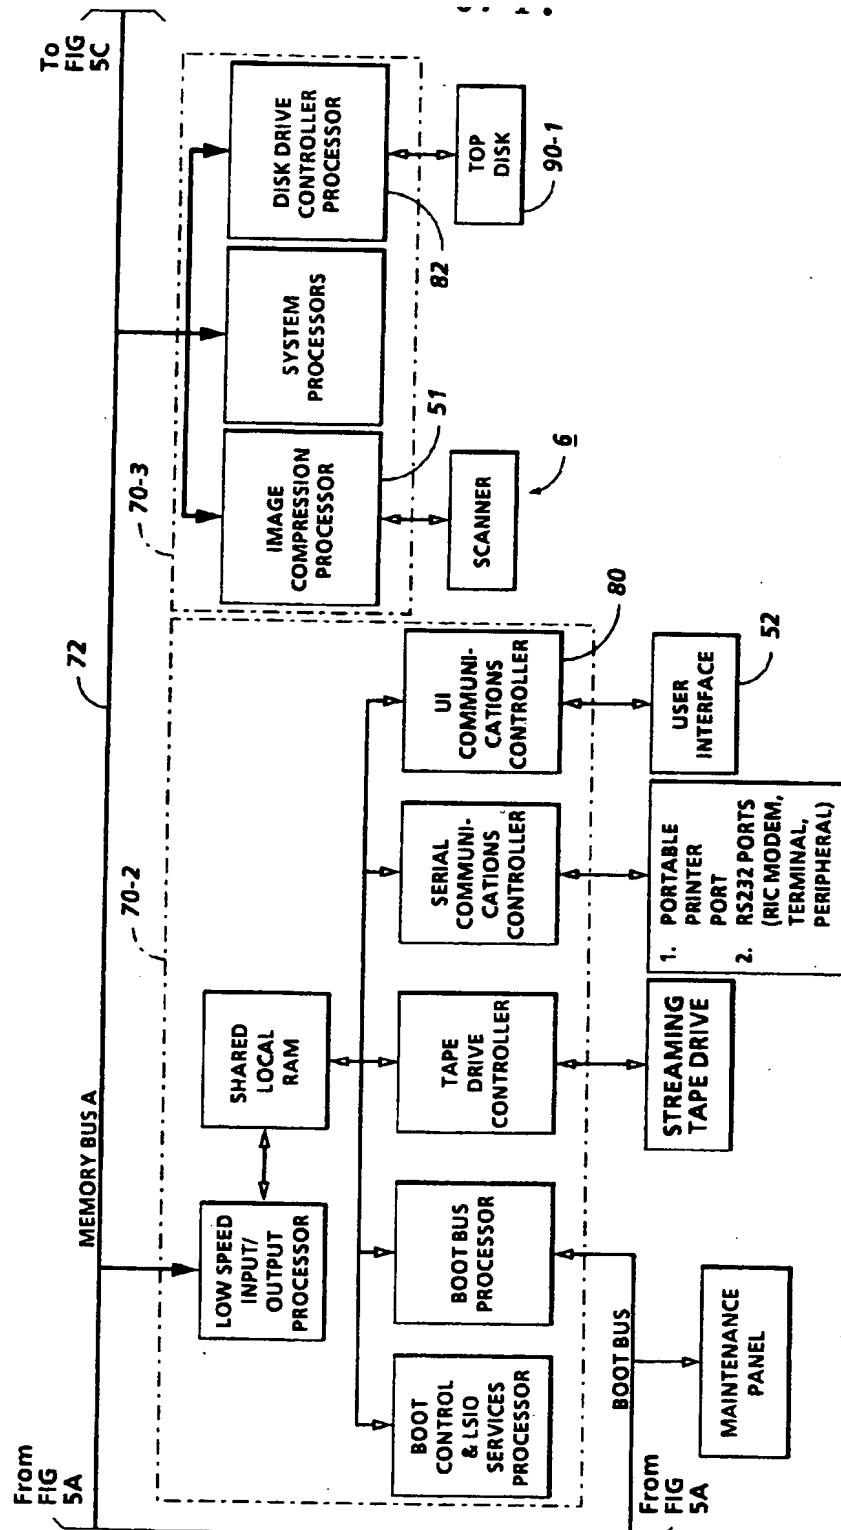 From
FIG
5A
MEMORY BUS A
72
To
FIG
5C
70-2
70-3
LOW SPEED
INPUT/
OUTPUT
PROCESSOR
SHARED
LOCAL
RAM
IMAGE
COMPRESSION
PROCESSOR
SYSTEM
PROCESSORS
DISK DRIVE
CONTROLLER
PROCESSOR
51
82
BOOT
CONTROL
& LSIO
SERVICES
PROCESSOR
BOOT BUS
PROCESSOR
TAPE
DRIVE
CONTROLLER
SERIAL
COMMUNI-
CATIONS
CONTROLLER
UI
COMMUNI-
CATIONS
CONTROLLER
80
SCANNER
6
TOP
DISK
90-1
From
FIG
5A
BOOT BUS
MAINTENANCE
PANEL
STREAMING
TAPE DRIVE
1. PORTABLE
PRINTER
PORT
2. RS232 PORTS
(RIC MODEM,
TERMINAL,
PERIPHERAL)
USER
INTERFACE
52